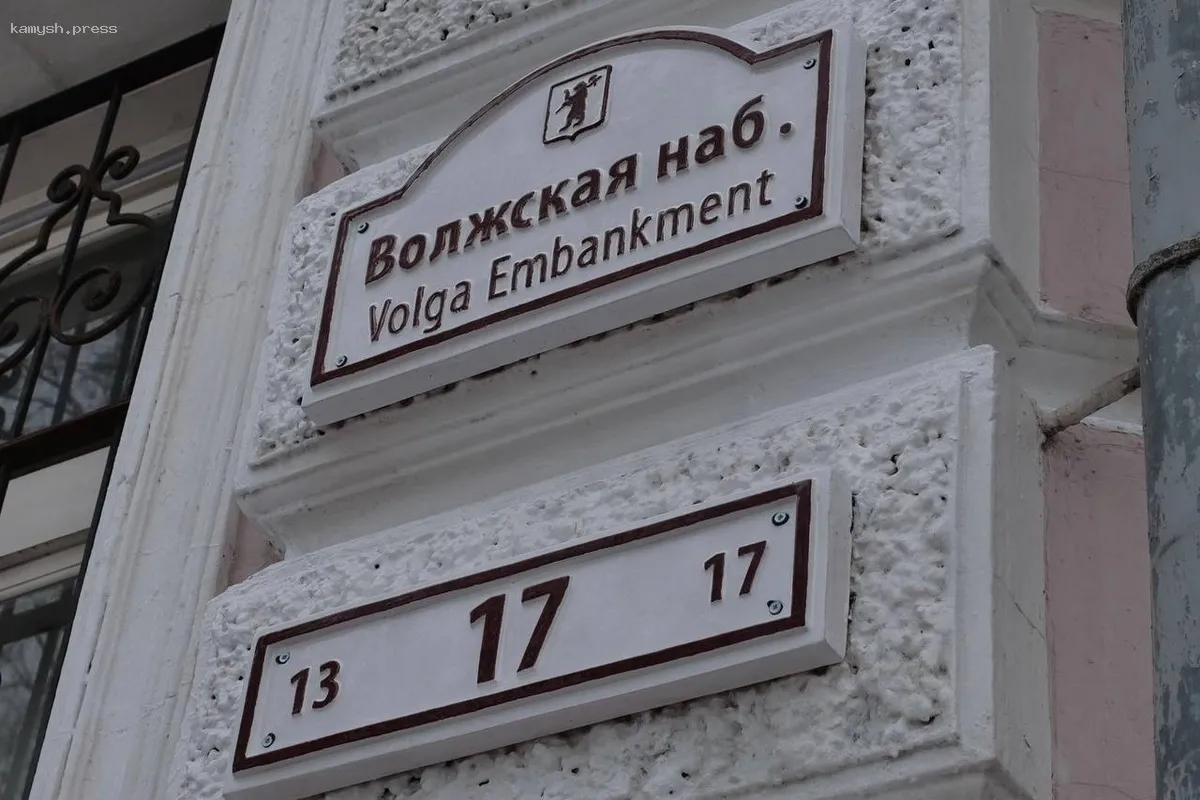 kamysh.press
Волжская наб.
Volga Embankment
13 17 17